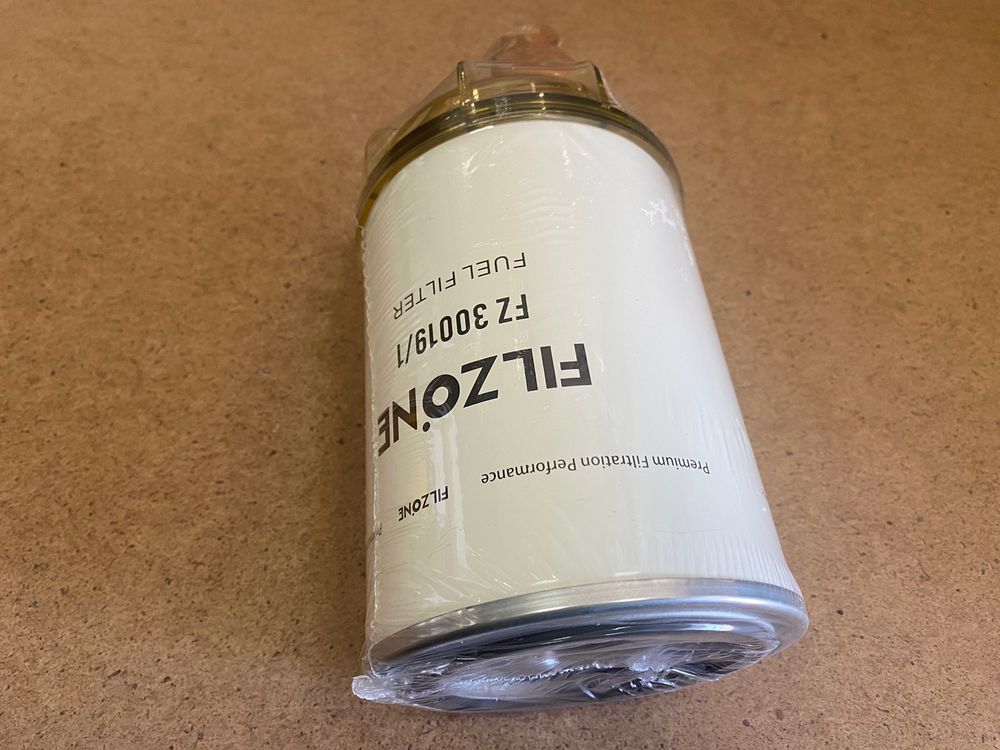 FUEL FILTER
FZ 30019/1
FILZONE
Premium Filtration Performance
FILZONE